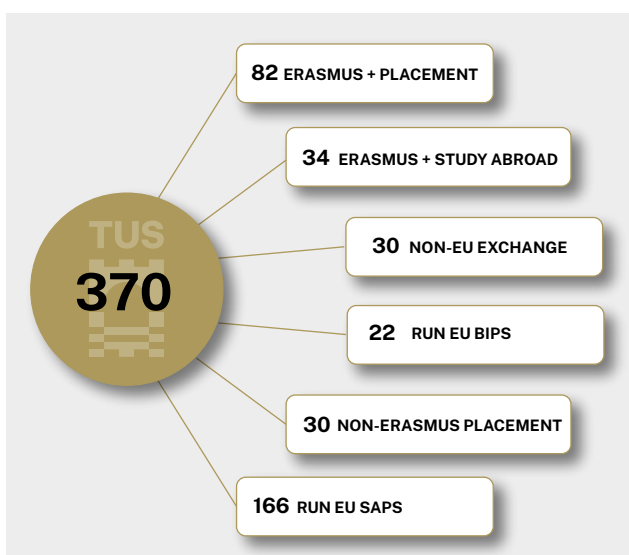 82 ERASMUS + PLACEMENT
34 ERASMUS + STUDY ABROAD
TUS
370
30 NON-EU EXCHANGE
22 RUN EU BIPS
30 NON-ERASMUS PLACEMENT
166 RUN EU SAPS